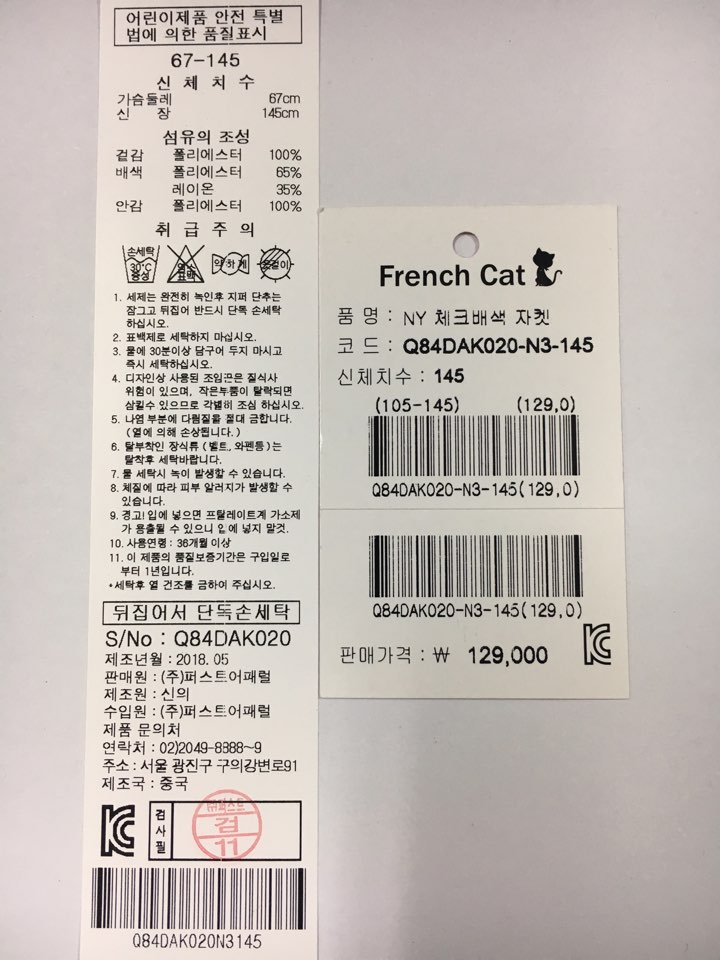 어린이제품 안전 특별
법에 의한 품질표시
67-145
신 체 치 수
가슴둘레 67cm
신 장 145cm
섬유의 조성
겉감 폴리에스터 100%
배색 폴리에스터 65%
레이온 35%
안감 폴리에스터 100%
취 급 주 의
손세탁 30℃ 중성 염소 표백 약하게 옷걸이
1. 세제는 완전히 녹인후 지퍼 단추는
잠그고 뒤집어 반드시 단독 손세탁
하십시오.
2. 표백제로 세탁하지 마십시오.
3. 물에 30분이상 담구어 두지 마시고
즉시 세탁하십시오.
4. 디자인상 사용된 조임끈은 질식사
위험이 있으며, 작은부품이 탈락되면
삼킬수 있으므로 각별히 조심 하십시오.
5. 나염 부분에 다림질을 절대 금합니다.
(열에 의해 손상됩니다.)
6. 탈부착인 장식류 (벨트, 와펜등)는
탈착후 세탁바랍니다.
7. 물 세탁시 녹이 발생할 수 있습니다.
8. 체질에 따라 피부 알러지가 발생할 수
있습니다.
9. 경고! 입에 넣으면 프탈레이트계 가소제
가 용출될 수 있으니 입에 넣지 말것.
10. 사용연령 : 36개월 이상
11. 이 제품의 품질보증기간은 구입일로
부터 1년입니다.
*세탁후 열 건조를 금하여 주십시오.
뒤집어서 단독손세탁
S/No : Q84DAK020
제조년월 : 2018. 05
판매원 : (주)퍼스트어패럴
제조원 : 신의
수입원 : (주)퍼스트어패럴
제품 문의처
연락처 : 02)2049-8888~9
주소 : 서울 광진구 구의강변로91
제조국 : 중국
검사필
㈜퍼스트
검
11
Q84DAK020N3145
French Cat
품 명 : NY 체크배색 자켓
코 드 : Q84DAK020-N3-145
신체치수 : 145
(105-145) (129,0)
Q84DAK020-N3-145(129,0)
Q84DAK020-N3-145(129,0)
판매가격 : ₩ 129,000